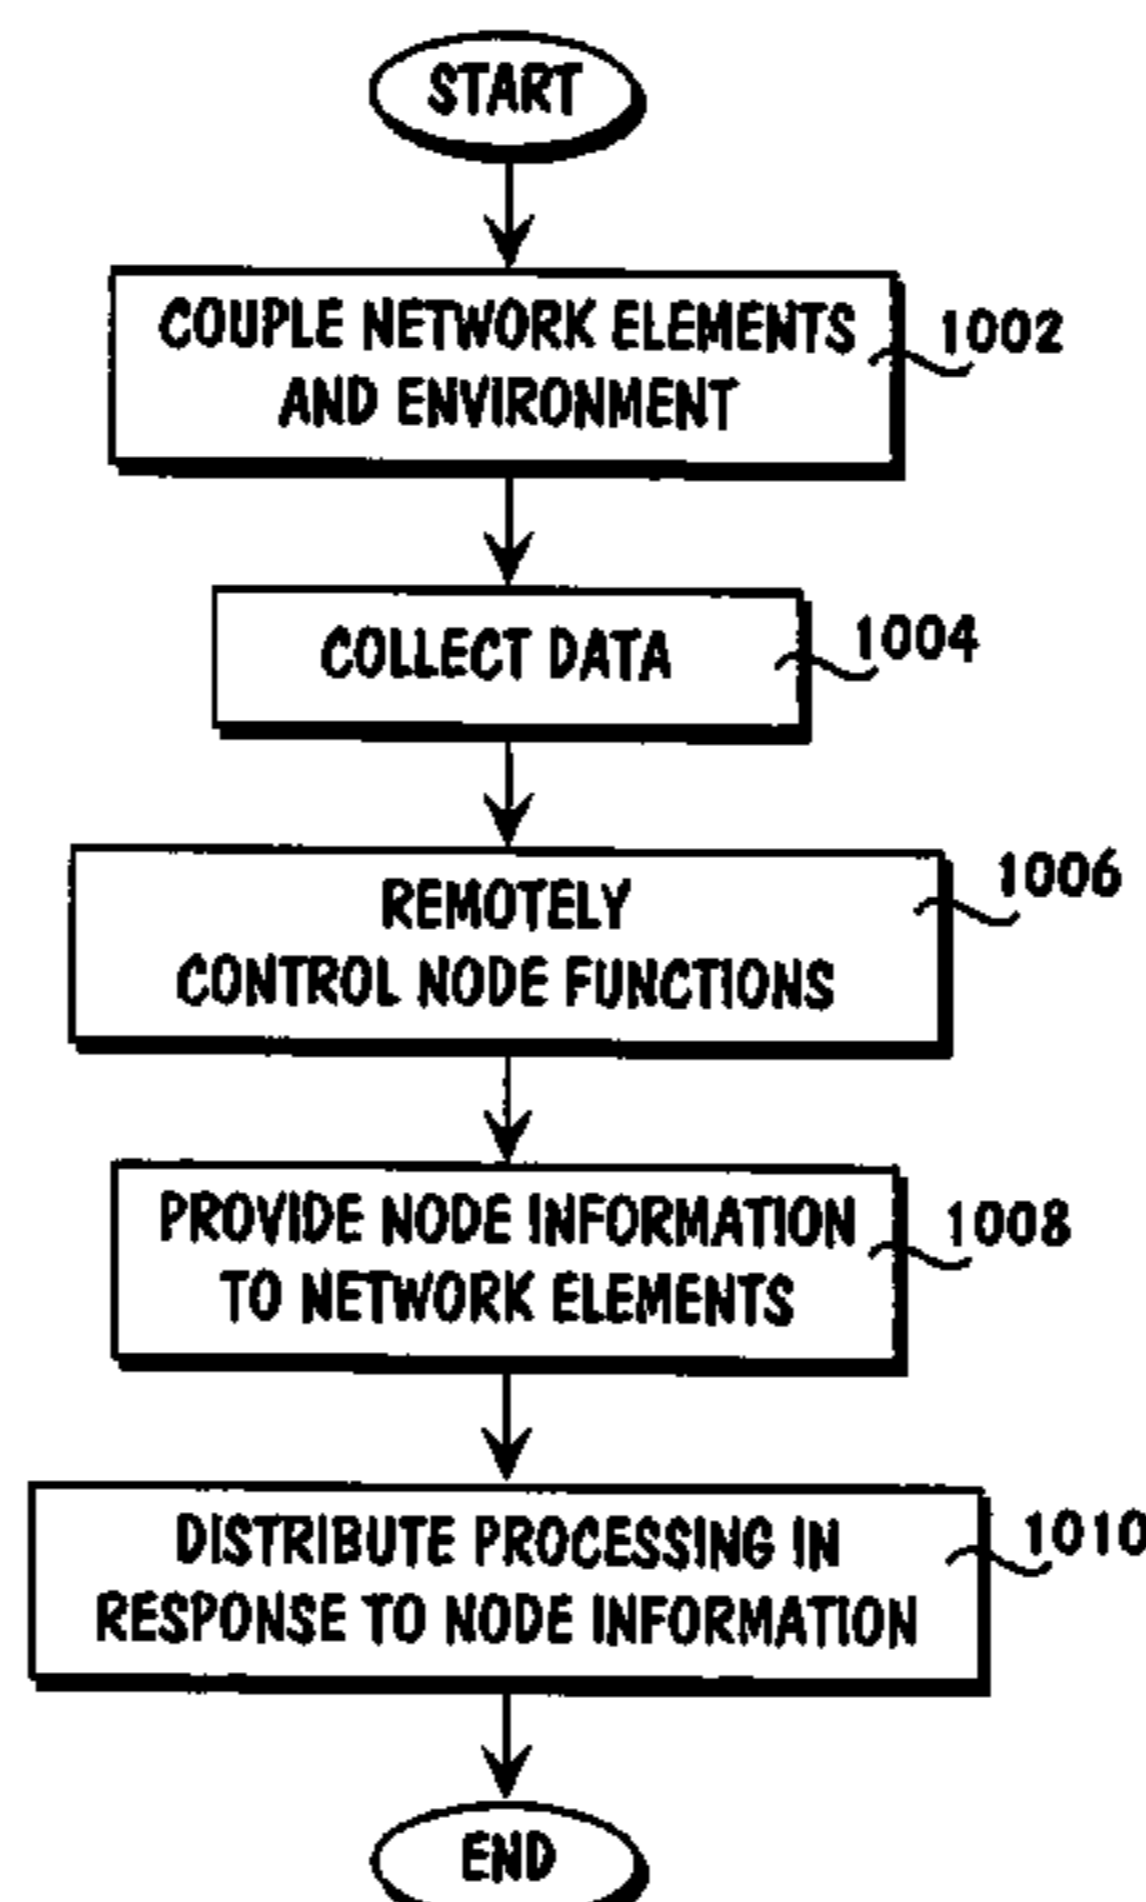 START
COUPLE NETWORK ELEMENTS
AND ENVIRONMENT
1002
COLLECT DATA
1004
REMOTELY
CONTROL NODE FUNCTIONS
1006
PROVIDE NODE INFORMATION
TO NETWORK ELEMENTS
1008
DISTRIBUTE PROCESSING IN
RESPONSE TO NODE INFORMATION
1010
END